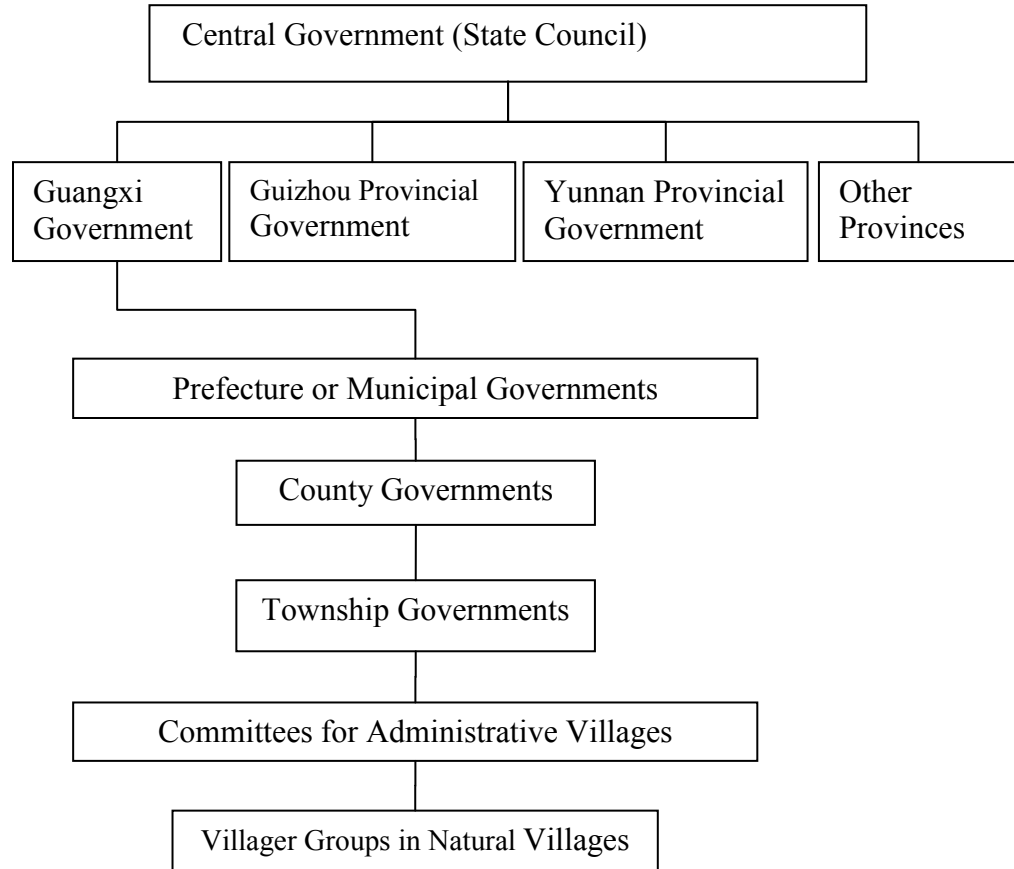 Central Government (State Council)
Guangxi
Government
Guizhou Provincial
Government
Yunnan Provincial
Government
Other
Provinces
Prefecture or Municipal Governments
County Governments
Township Governments
Committees for Administrative Villages
Villager Groups in Natural Villages